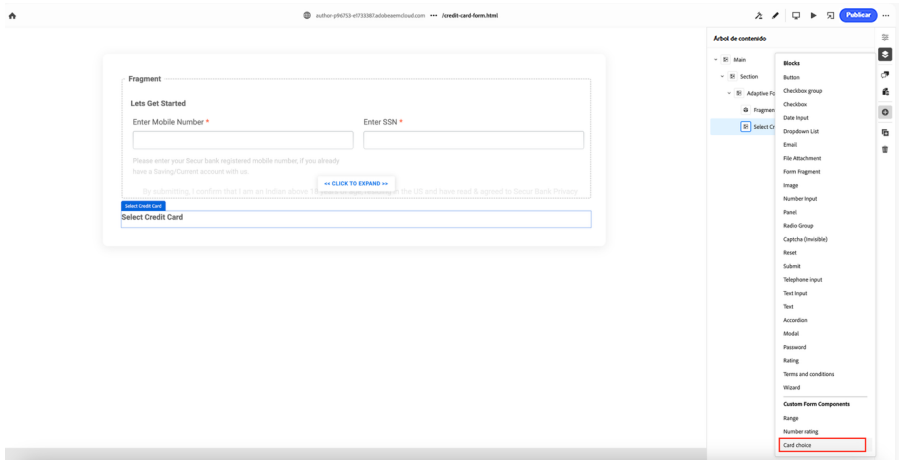 author-p96753-e1733387.adobeaemcloud.com ••• /credit-card-form.html
Publicar
Árbol de contenido
Main
Section
Adaptive Fo
Fragmen
Select Cr
Fragment
Lets Get Started
Enter Mobile Number *
Enter SSN *
Please enter your Secur bank registered mobile number, if you already
have a Saving/Current account with us.
<< CLICK TO EXPAND >>
By submitting, I confirm that I am an Indian above in the US and have read & agreed to Secur Bank Privacy
Select Credit Card
Select Credit Card
Blocks
Button
Checkbox group
Checkbox
Date Input
Dropdown List
Email
File Attachment
Form Fragment
Image
Number Input
Panel
Radio Group
Captcha (Invisible)
Reset
Submit
Telephone Input
Text Input
Text
Accordion
Modal
Password
Rating
Terms and conditions
Wizard
Custom Form Components
Range
Number rating
Card choice